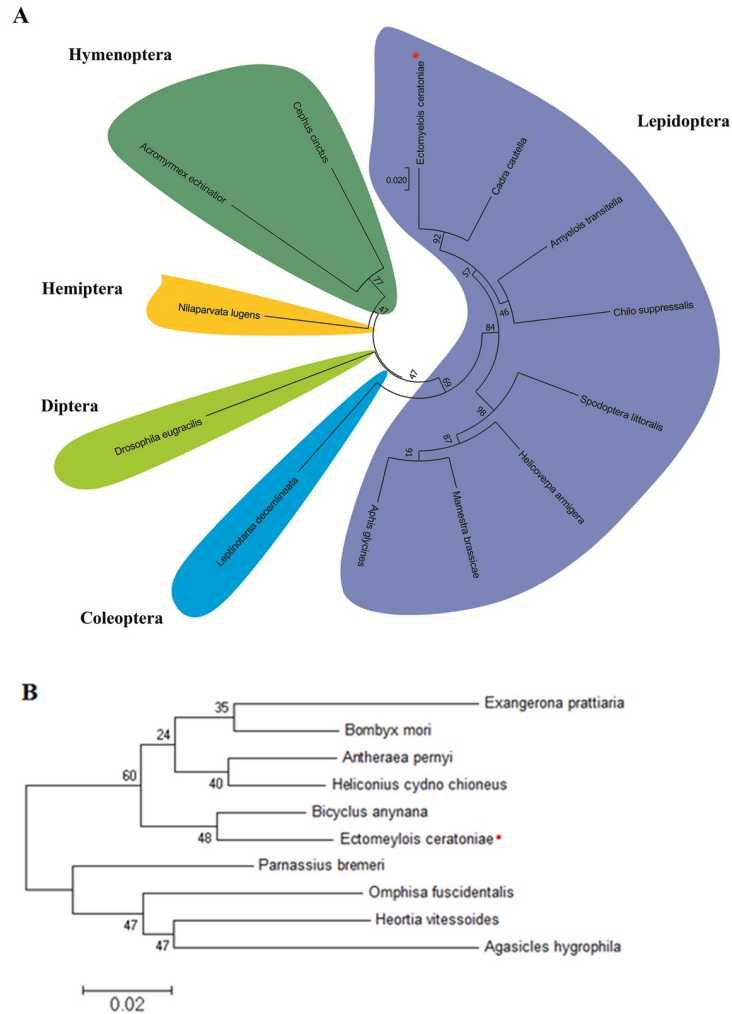 A
Hymenoptera
Lepidoptera
Ectomyelois ceratoniae
Cephus cinctus
Cadra cautella
Acromyrmex echinatior
0.020
Amyelois transitella
92
57
77
Hemiptera
Nilaparvata lugens
47
46
Chilo suppressalis
84
47
69
Diptera
Drosophila eugracilis
Spodoptera littoralis
98
87
91
Helicoverpa armigera
Leptinotarsa decemlineata
Mamestra brassicae
Aphis glycines
Coleoptera
B
35
Exangerona prattiaria
24
Bombyx mori
Antheraea pernyi
60
40
Heliconius cydno chioneus
Bicyclus anynana
48
Ectomeylois ceratoniae
Parnassius bremeri
Omphisa fuscidentalis
47
Heortia vitessoides
47
Agasicles hygrophila
0.02